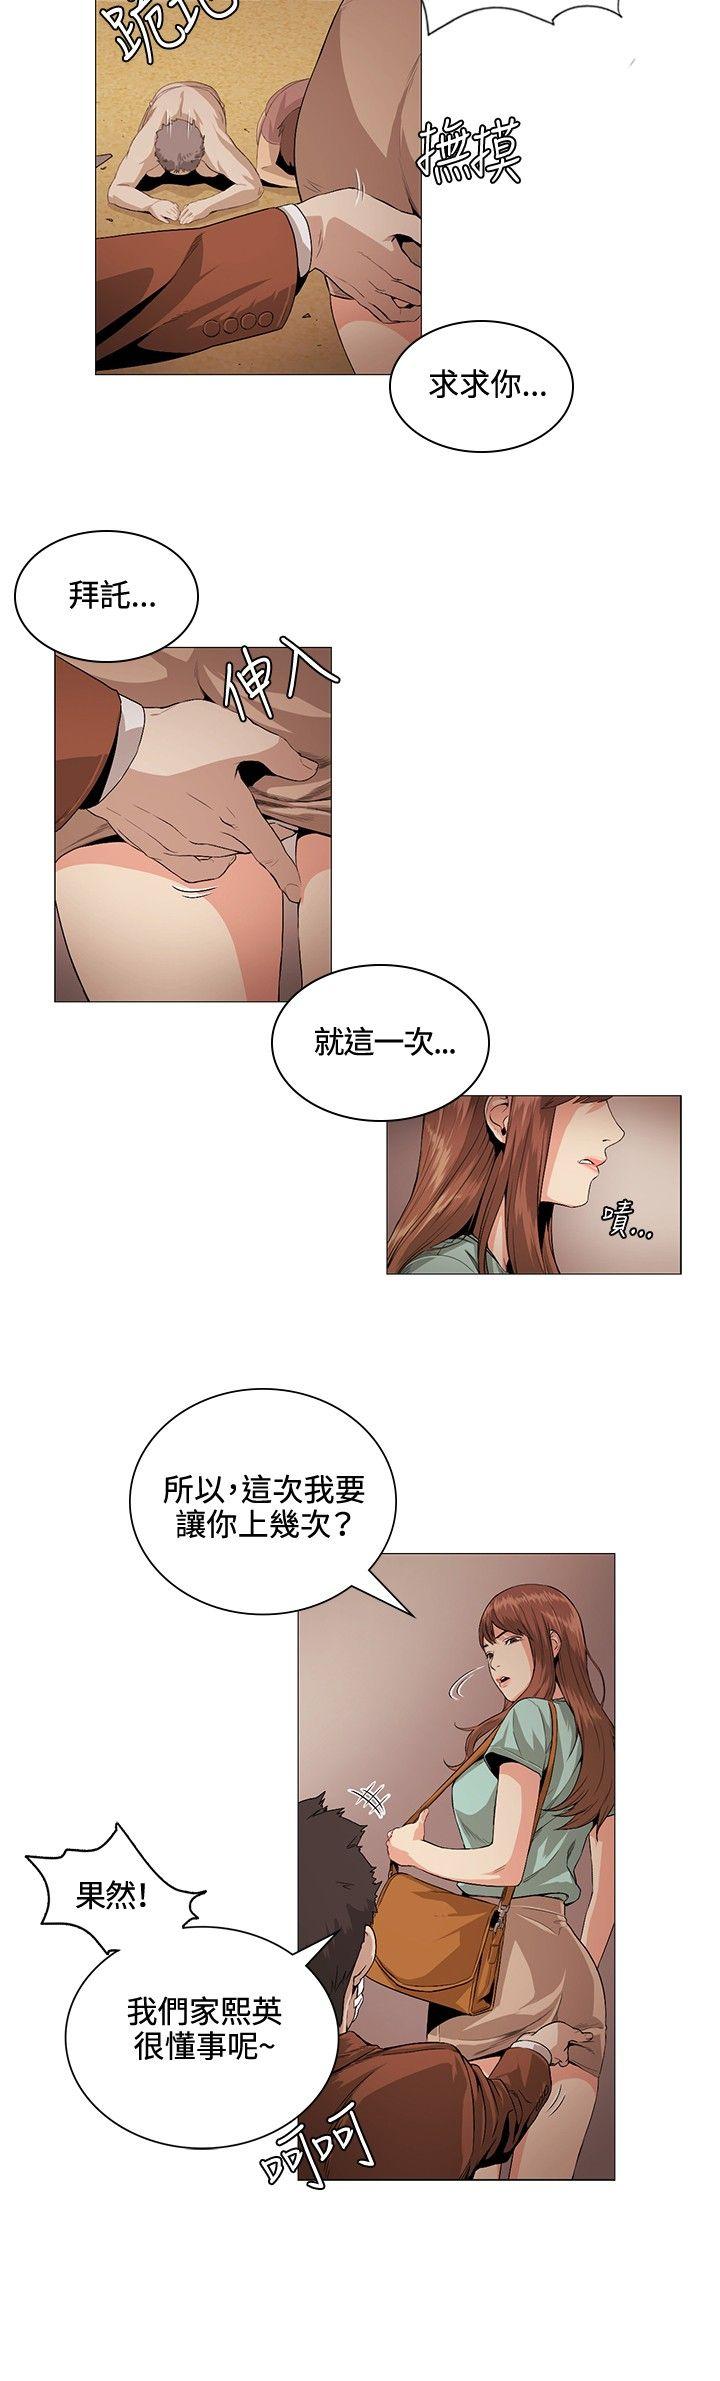 跪地
撫摸
求求你…
拜託…
伸入
就這一次…
嘖…
所以，這次我要
讓你上幾次？
果然！
我們家熙英
很懂事呢~
呵呵